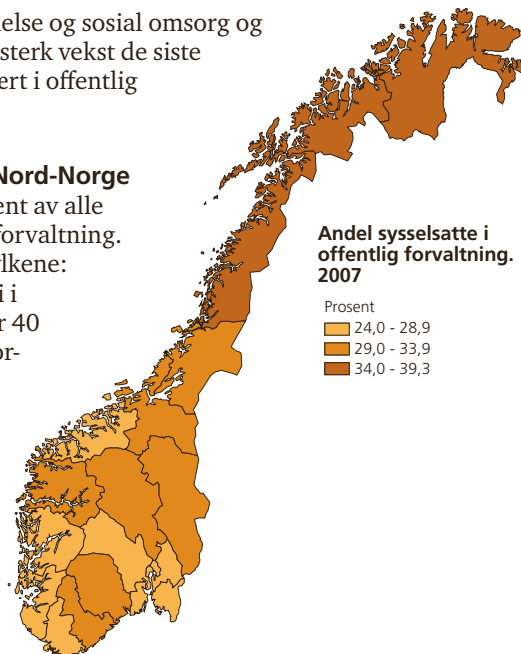 else og sosial omsorg og
sterk vekst de siste
ert i offentlig
Nord-Norge
ent av alle
forvaltning.
ylkene:
i i
r 40
or-
Andel sysselsatte i
offentlig forvaltning.
2007
Prosent
24,0 - 28,9
29,0 - 33,9
34,0 - 39,3